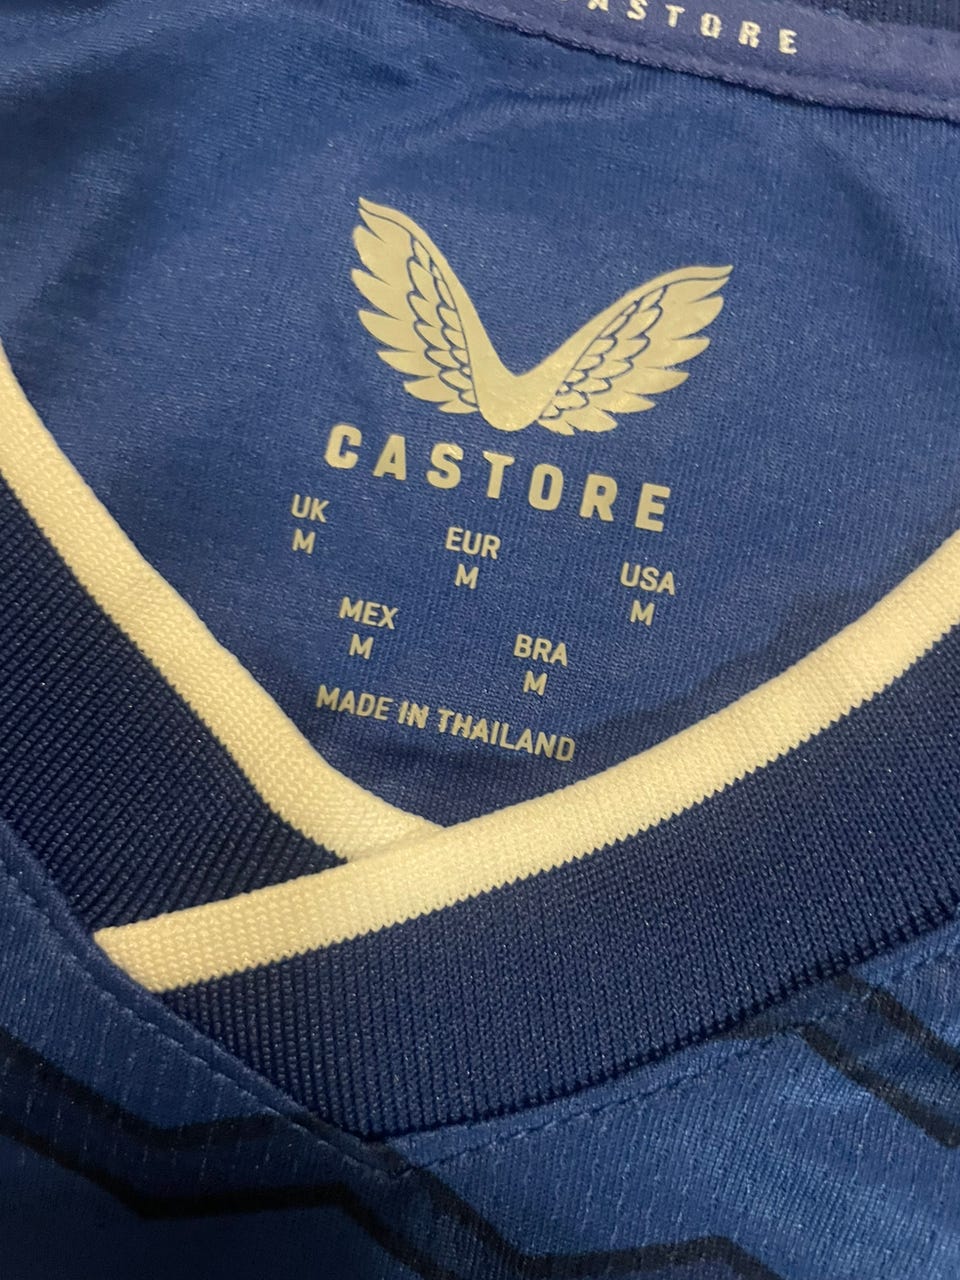 ASTORE
CASTORE
UK EUR USA
M M M
MEX BRA
M M
MADE IN THAILAND